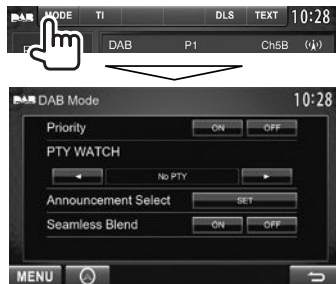 DAB MODE TI DLS TEXT 10:28
DAB P1 Ch5B
DAB DAB Mode 10:28
Priority ON OFF
PTY WATCH
No PTY
Announcement Select SET
Seamless Blend ON OFF
MENU A